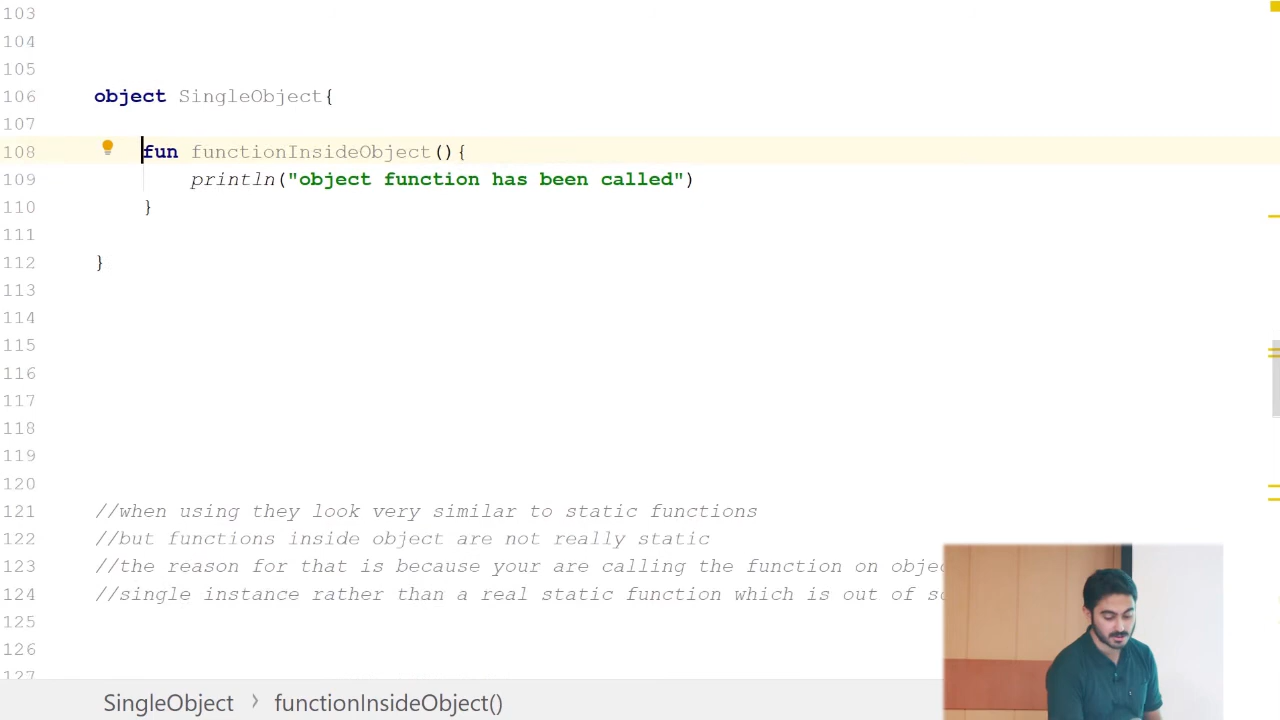 103
104
105
106 object SingleObject{
107
108 fun functionInsideObject(){
109 println("object function has been called")
110 }
111
112 }
113
114
115
116
117
118
119
120
121 //when using they look very similar to static functions
122 //but functions inside object are not really static
123 //the reason for that is because your are calling the function on
124 //single instance rather than a real static function which is out of
125
126
127
SingleObject > functionInsideObject()